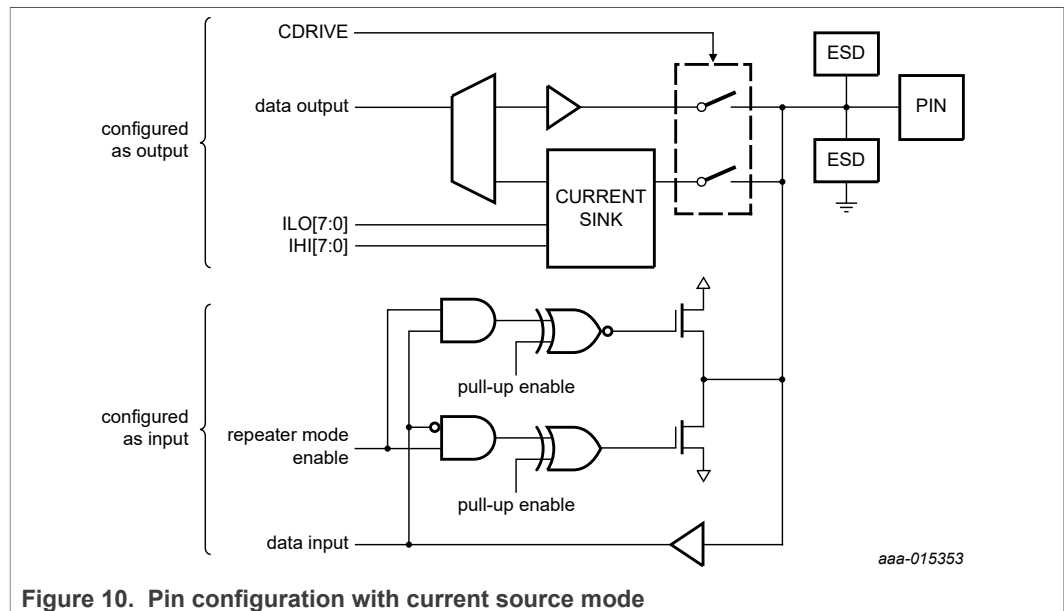 CDRIVE
data output
configured
as output
CURRENT
SINK
ILO[7:0]
IHI[7:0]
ESD
PIN
ESD
pull-up enable
configured
as input
repeater mode
enable
pull-up enable
data input
aaa-015353
Figure 10. Pin configuration with current source mode